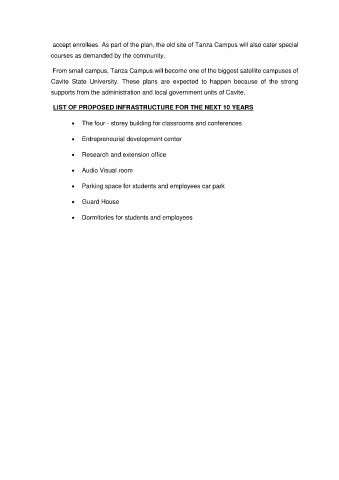 accept enrollees. As part of the plan, the old site of Tanza Campus will also cater special
courses as demanded by the community.
From small campus, Tanza Campus will become one of the biggest satellite campuses of
Cavite State University. These plans are expected to happen because of the strong
supports from the administration and local government units of Cavite.
LIST OF PROPOSED INFRASTRUCTURE FOR THE NEXT 10 YEARS
• The four - storey building for classrooms and conferences
• Entrepreneurial development center
• Research and extension office
• Audio Visual room
• Parking space for students and employees car park
• Guard House
• Dormitories for students and employees